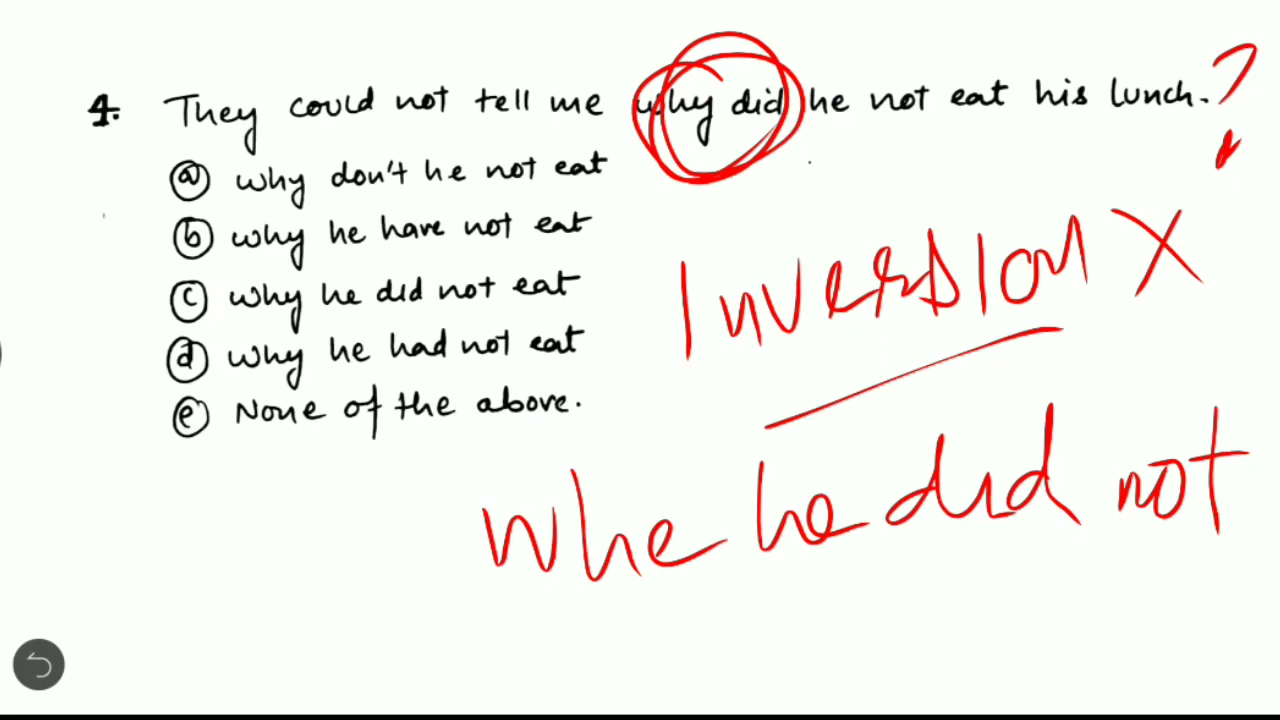 4. They could not tell me why did he not eat his lunch. ?
(a) why don't he not eat
(b) why he have not eat
(c) why he did not eat
(d) why he had not eat
(e) None of the above.
Inversion X
Whe he did not